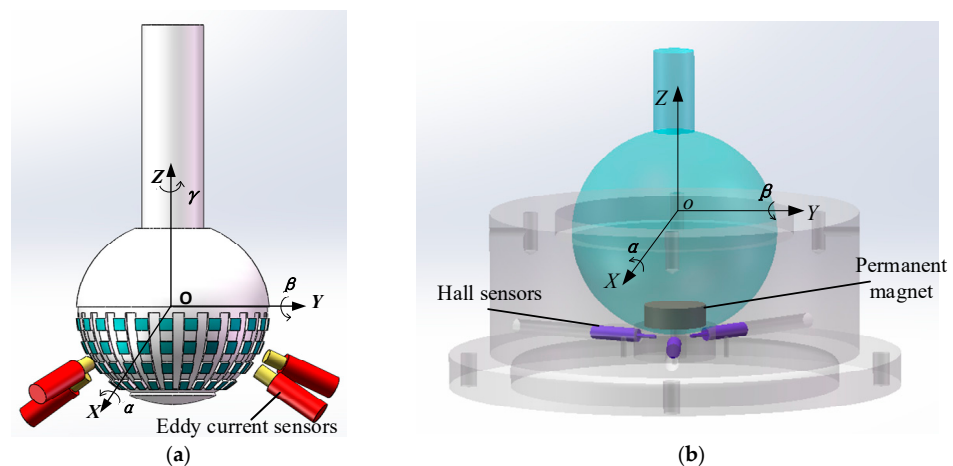 Z
γ
O
β
Y
X
α
Eddy current sensors
(a)
Z
β
o
Y
α
X
Hall sensors
Permanent
magnet
(b)